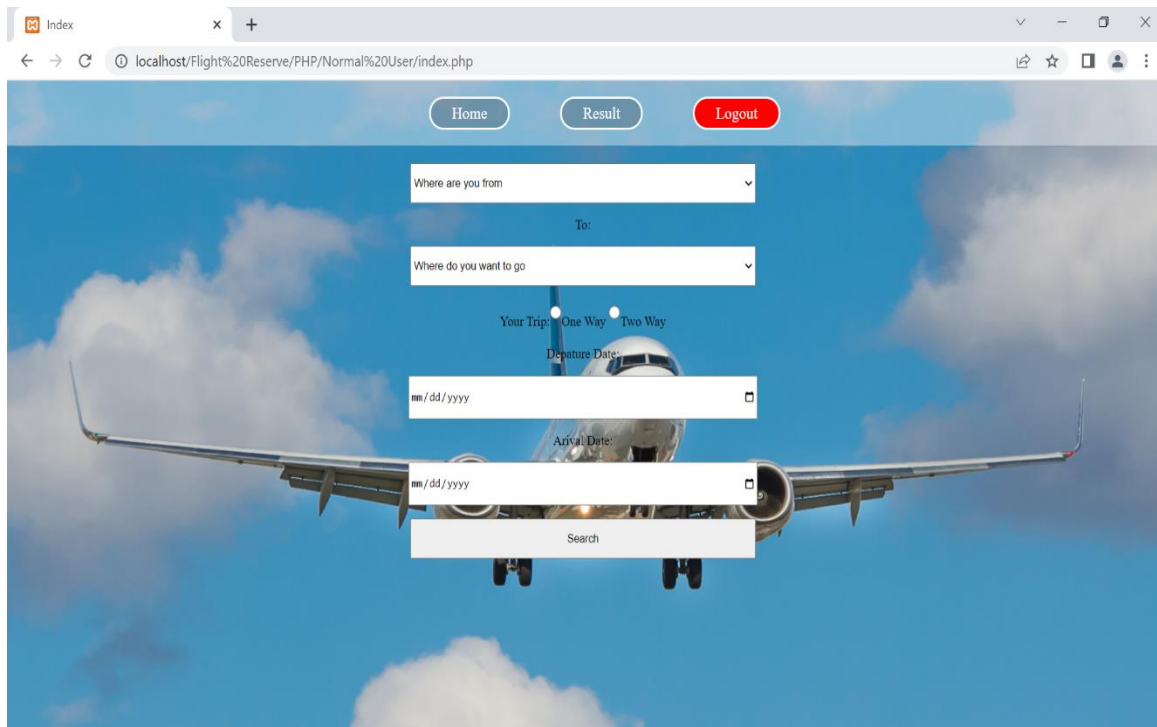 Index
localhost/Flight%20Reserve/PHP/Normal%20User/index.php
Home Result Logout
Where are you from
To:
Where do you want to go
Your Trip: One Way Two Way
Depature Date:
mm/dd/yyyy
Arival Date:
mm/dd/yyyy
Search